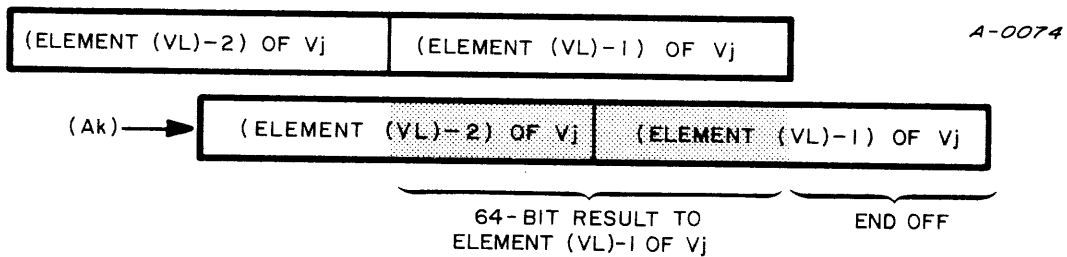 (ELEMENT (VL)-2) OF Vj (ELEMENT (VL)-1) OF Vj
A-0074
(Ak) (ELEMENT (VL)-2) OF Vj (ELEMENT (VL)-1) OF Vj
64-BIT RESULT TO
ELEMENT (VL)-1 OF Vj
END OFF